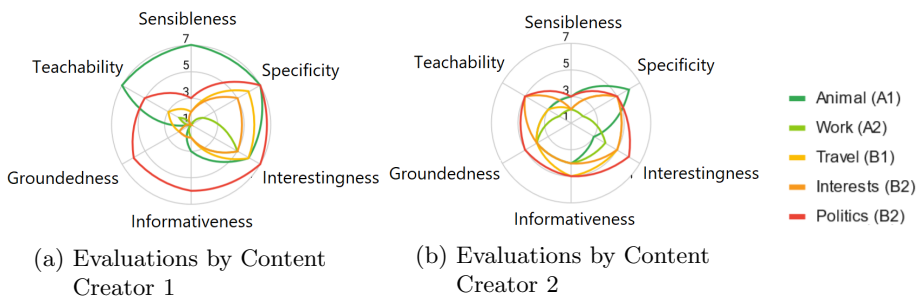 Sensibleness
7
5
3
1
Teachability
Specificity
Groundedness
Interestingness
Informativeness
(a) Evaluations by Content
Creator 1
Sensibleness
7
5
3
1
Teachability
Specificity
Groundedness
Interestingness
Informativeness
(b) Evaluations by Content
Creator 2
Animal (A1)
Work (A2)
Travel (B1)
Interests (B2)
Politics (B2)